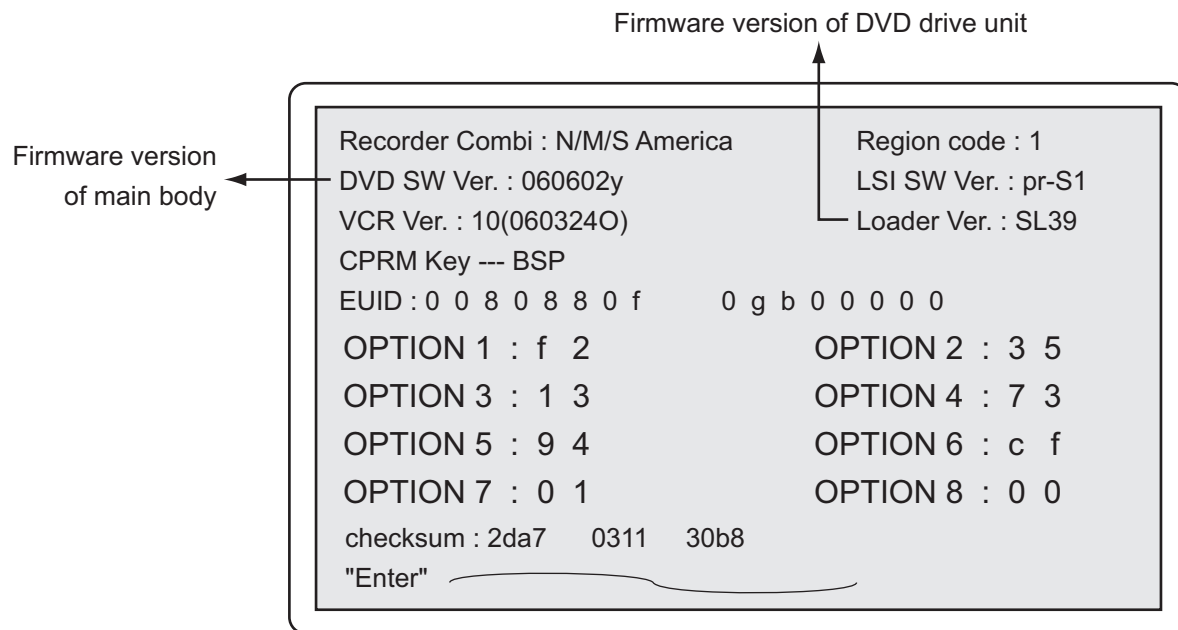 Firmware version of DVD drive unit
Firmware version
of main body
Recorder Combi : N/M/S America Region code : 1
DVD SW Ver. : 060602y LSI SW Ver. : pr-S1
VCR Ver. : 10(060324O) Loader Ver. : SL39
CPRM Key --- BSP
EUID : 0 0 8 0 8 8 0 f 0 g b 0 0 0 0 0
OPTION 1 : f 2 OPTION 2 : 3 5
OPTION 3 : 1 3 OPTION 4 : 7 3
OPTION 5 : 9 4 OPTION 6 : c f
OPTION 7 : 0 1 OPTION 8 : 0 0
checksum : 2da7 0311 30b8
"Enter"